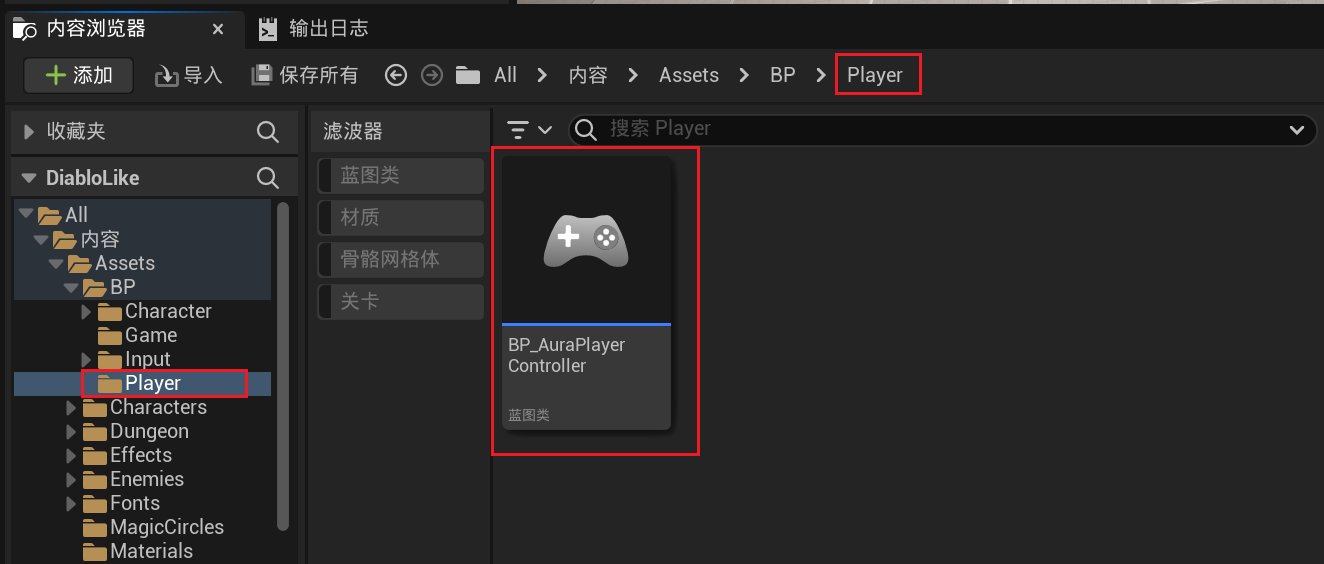 内容浏览器
输出日志
添加
导入
保存所有
All
内容
Assets
BP
Player
收藏夹
滤波器
搜索 Player
DiabloLike
蓝图类
材质
骨骼网格体
关卡
All
内容
Assets
BP
Character
Game
Input
Player
Characters
Dungeon
Effects
Enemies
Fonts
MagicCircles
Materials
BP_AuraPlayer
Controller
蓝图类